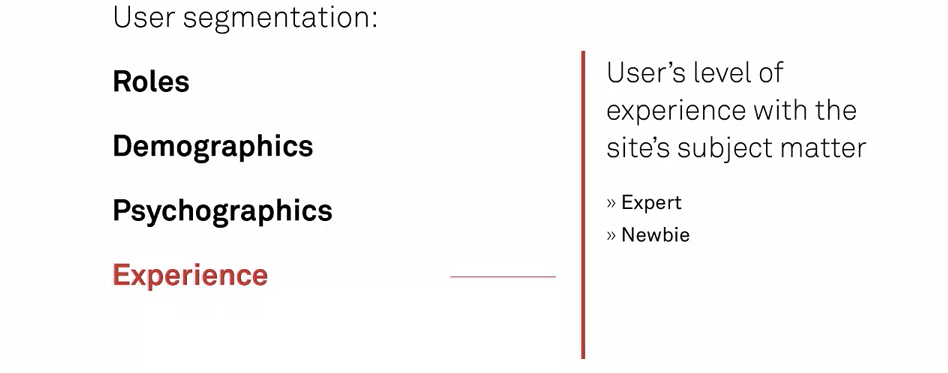 User segmentation:
Roles
Demographics
Psychographics
Experience
User’s level of
experience with the
site’s subject matter
» Expert
» Newbie